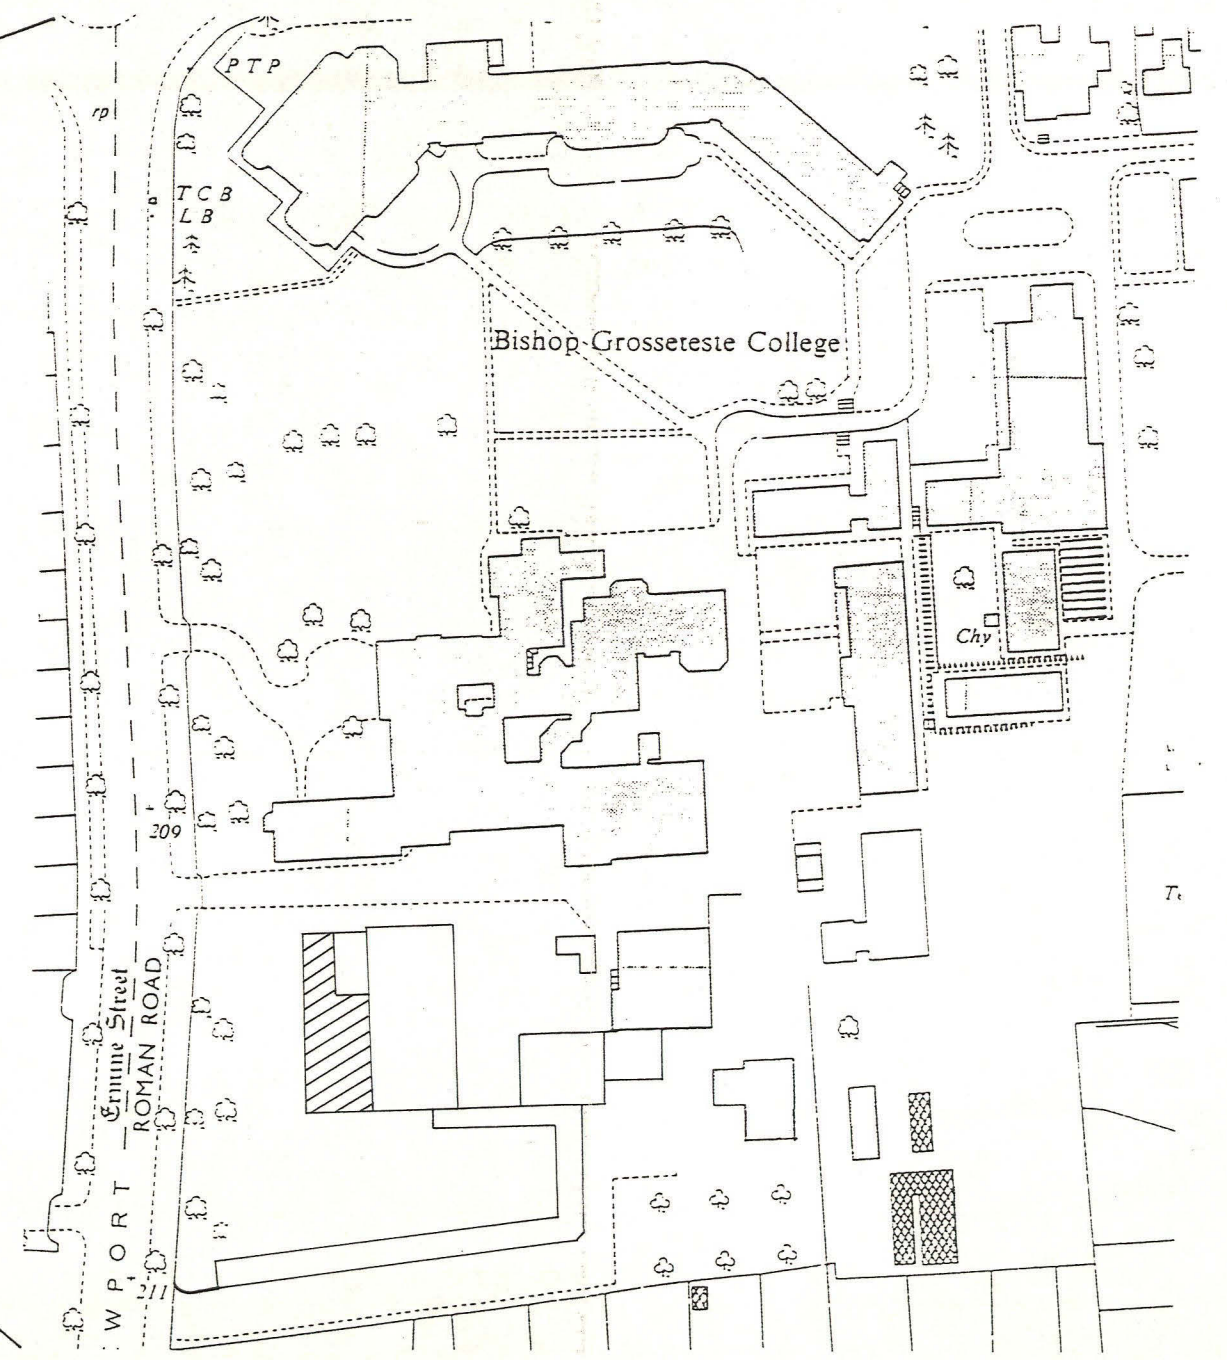 PTP
rp
TCB
LB
Bishop Grosseteste College
Chy
209
Ermine Street
ROMAN ROAD
WPORT
211